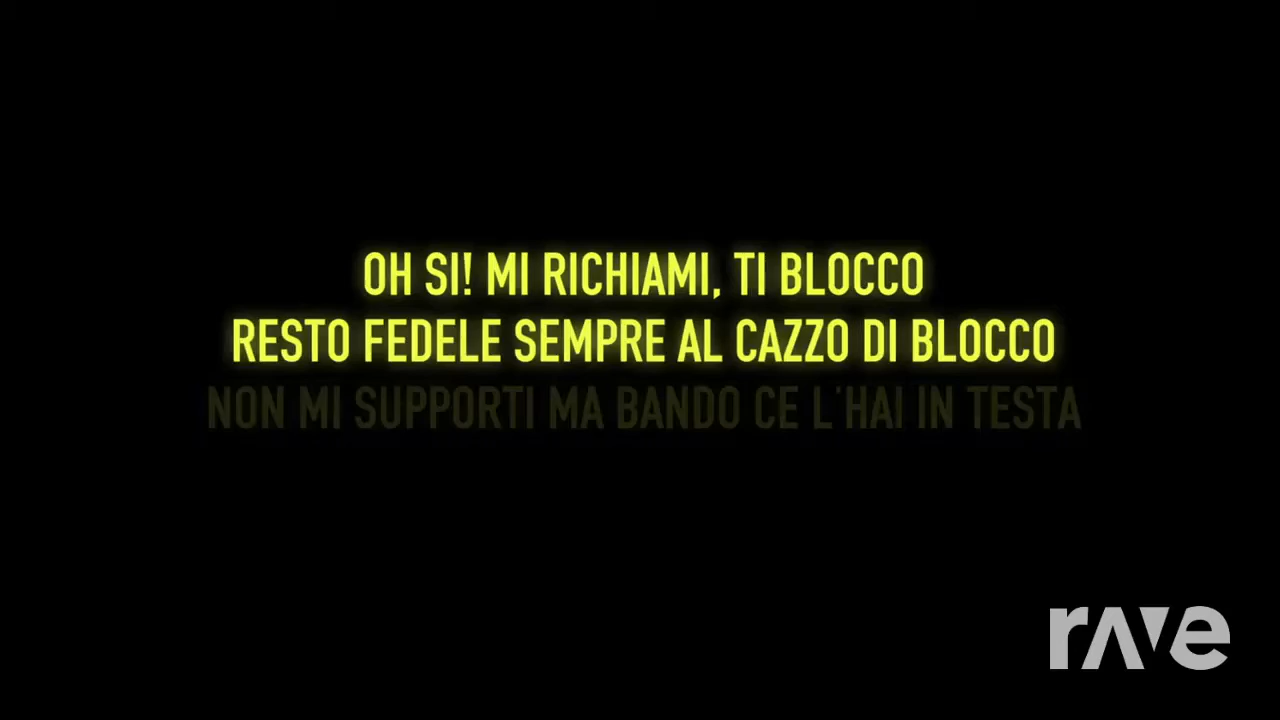 OH SI! MI RICHIAMI, TI BLOCCO
RESTO FEDELE SEMPRE AL CAZZO DI BLOCCO
NON MI SUPPORTI MA BANDO CE L'HAI IN TESTA
rave